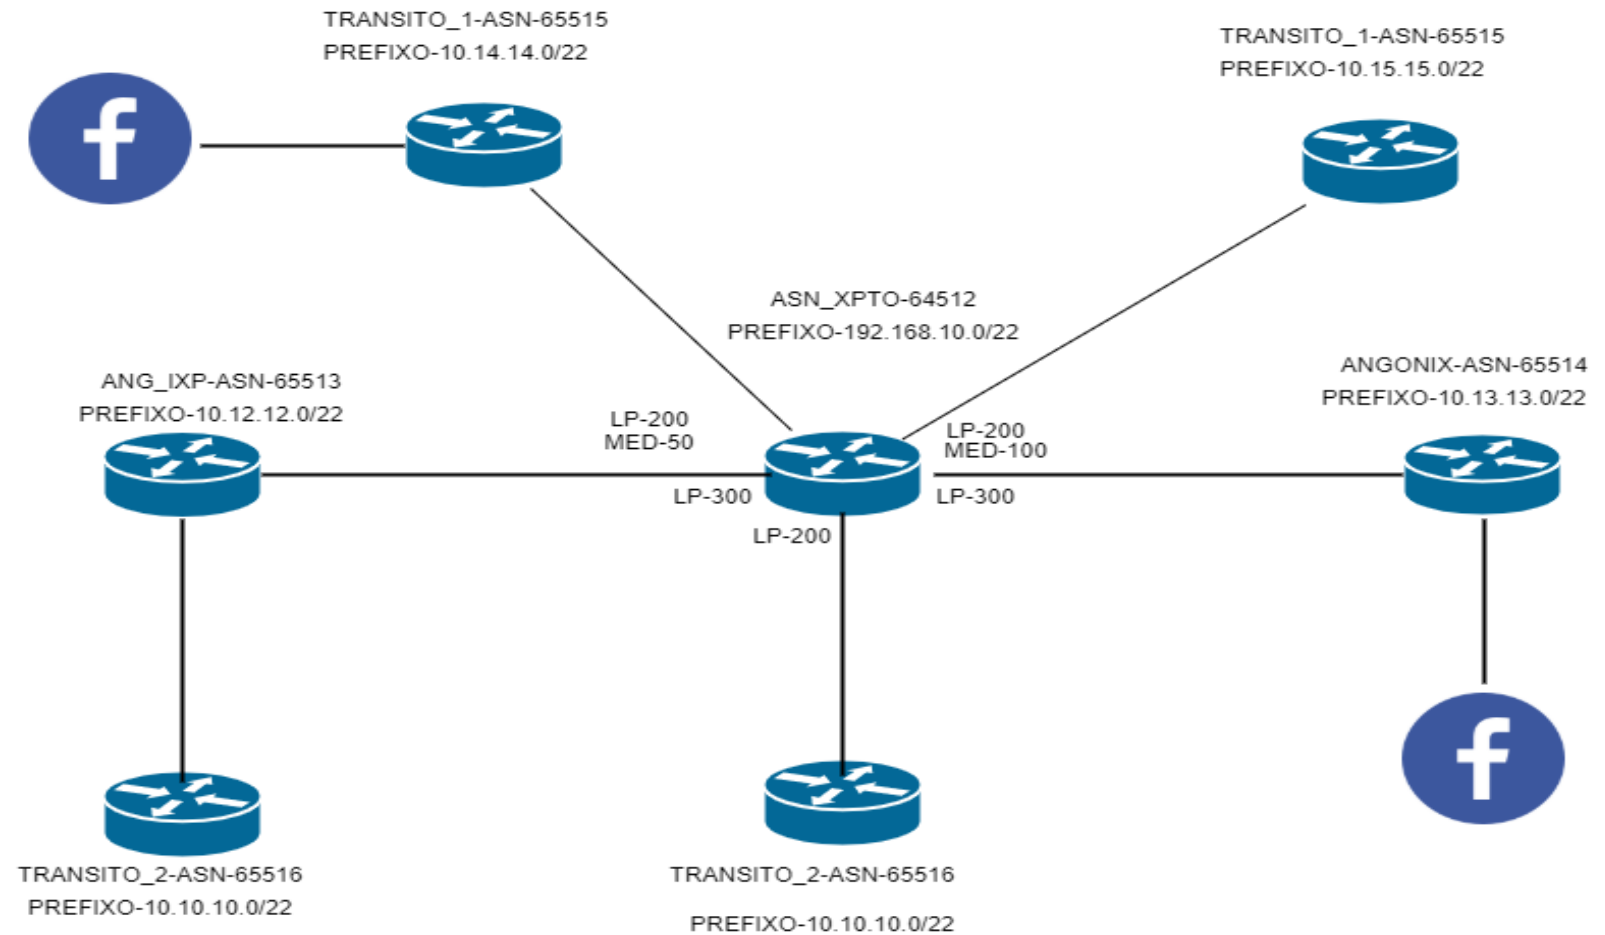 TRANSITO_1-ASN-65515
PREFIXO-10.14.14.0/22
TRANSITO_1-ASN-65515
PREFIXO-10.15.15.0/22
f
ASN_XPTO-64512
PREFIXO-192.168.10.0/22
ANG_IXP-ASN-65513
PREFIXO-10.12.12.0/22
ANGONIX-ASN-65514
PREFIXO-10.13.13.0/22
LP-200
MED-50
LP-200
MED-100
LP-300
LP-300
LP-200
f
TRANSITO_2-ASN-65516
PREFIXO-10.10.10.0/22
TRANSITO_2-ASN-65516
PREFIXO-10.10.10.0/22